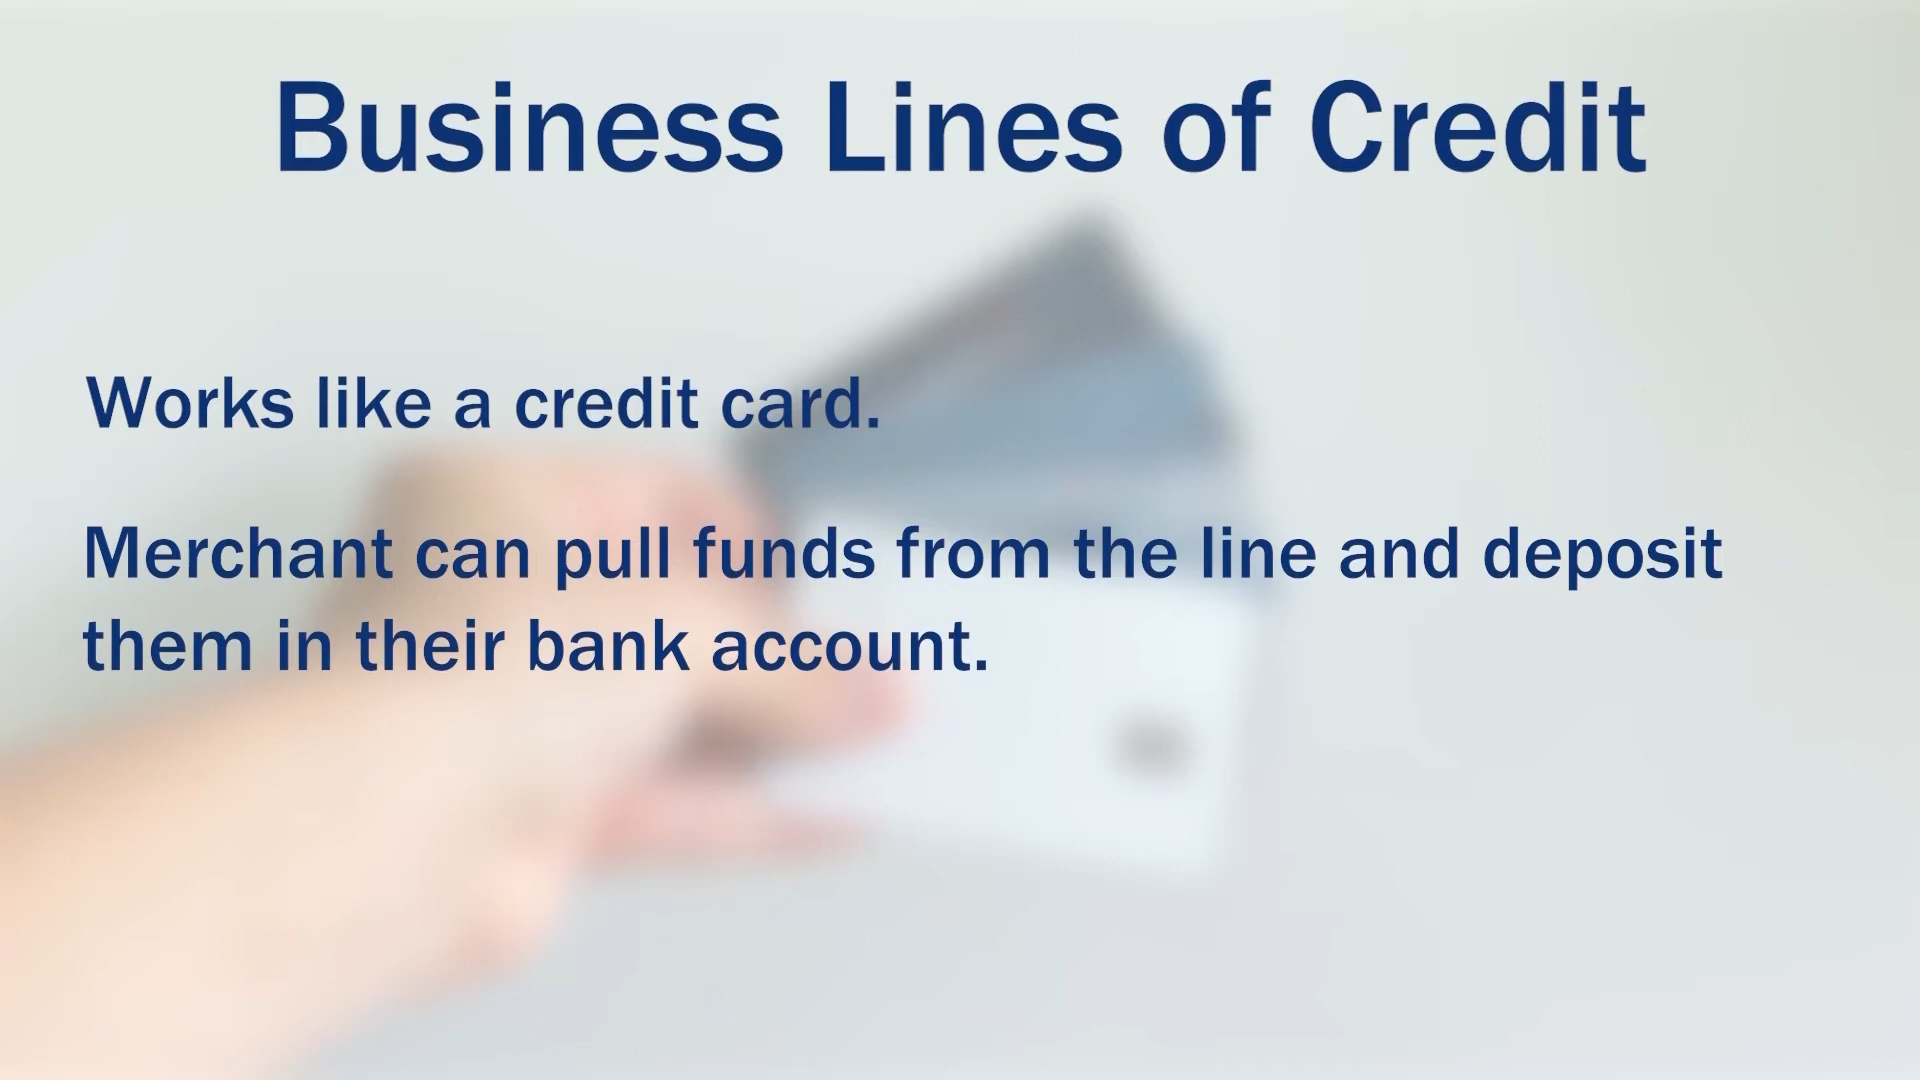 Business Lines of Credit
Works like a credit card.
Merchant can pull funds from the line and deposit
them in their bank account.